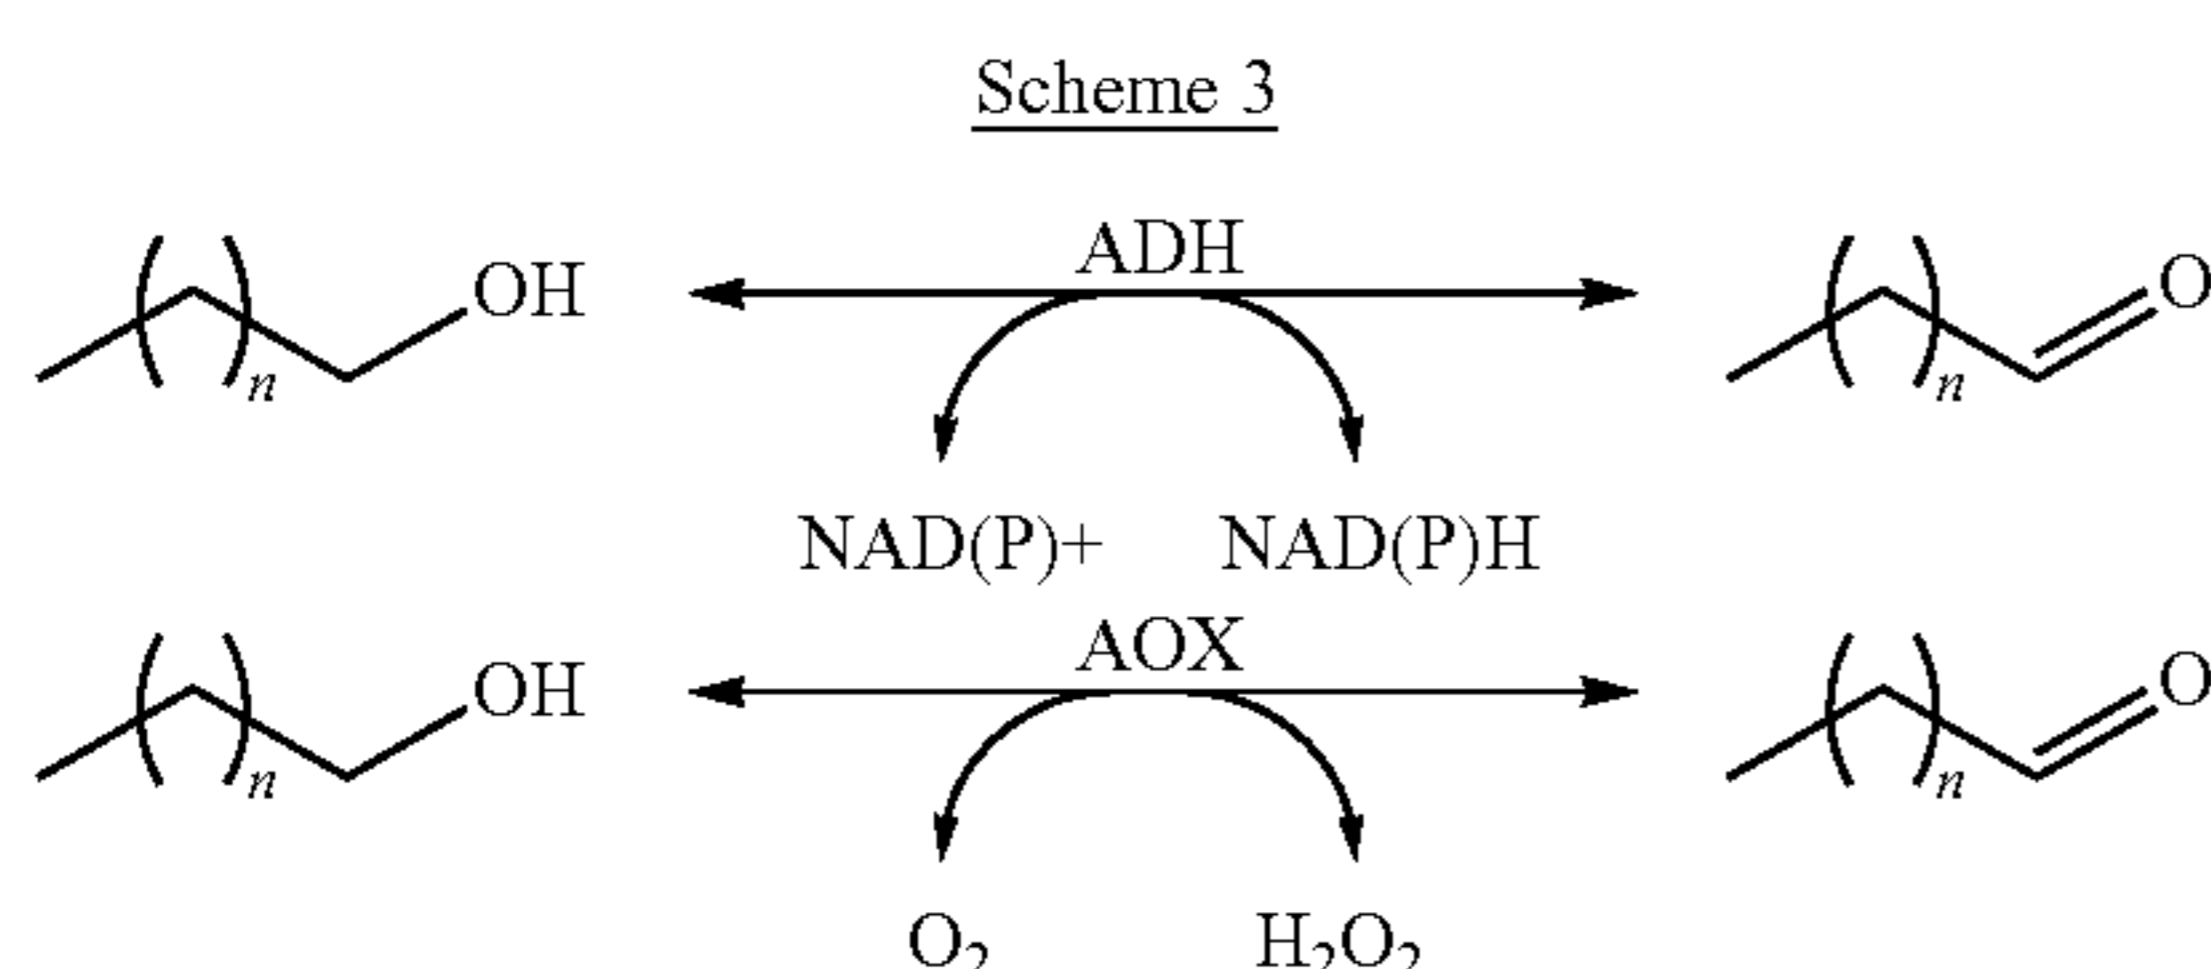 Scheme 3
ADH
OH O
n n
NAD(P)+ NAD(P)H
AOX
OH O
n n
O2 H2O2